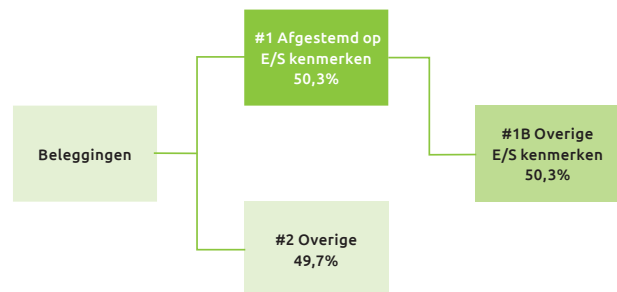 #1 Afgestemd op
E/S kenmerken
50,3%
Beleggingen
#1B Overige
E/S kenmerken
50,3%
#2 Overige
49,7%